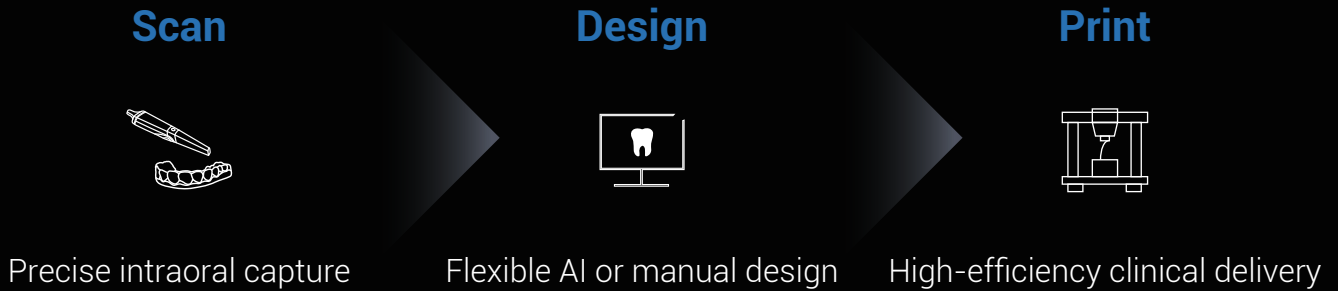 Scan
Design
Print
Precise intraoral capture
Flexible AI or manual design
High-efficiency clinical delivery